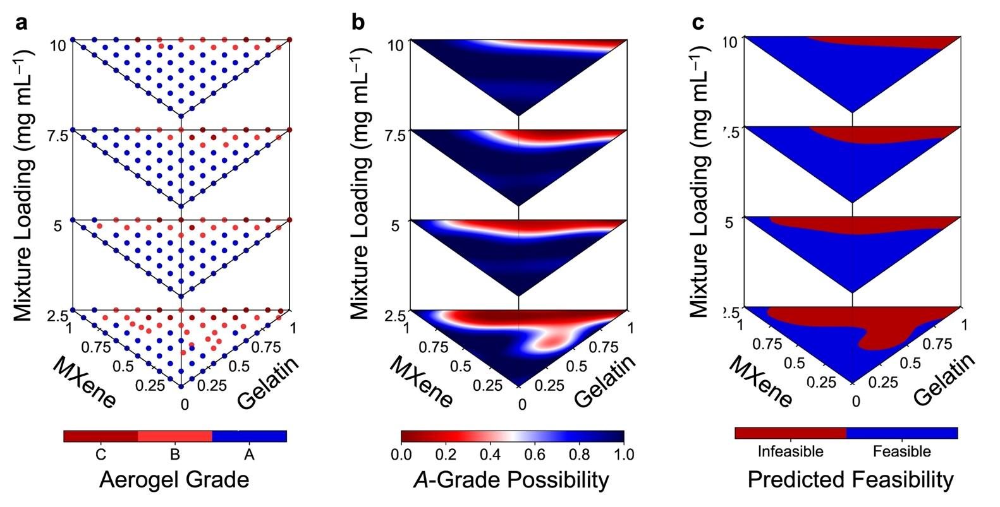 a
10
7.5
5
2.5
Mixture Loading (mg mL⁻¹)
1
0.75
0.5
0.25
0
0.25
0.5
0.75
1
MXene
Gelatin
C B A
Aerogel Grade
b
10
7.5
5
2.5
Mixture Loading (mg mL⁻¹)
1
0.75
0.5
0.25
0
0.25
0.5
0.75
1
MXene
Gelatin
0.0 0.2 0.4 0.6 0.8 1.0
A-Grade Possibility
c
10
.5
5
.5
Mixture Loading (mg mL⁻¹)
1
0.75
0.5
0.25
0
0.25
0.5
0.75
1
MXene
Gelatin
Infeasible Feasible
Predicted Feasibility